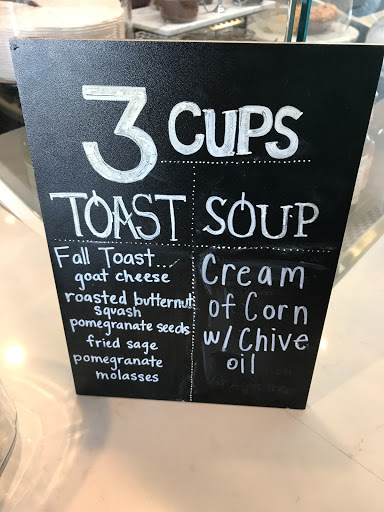 3 CUPS
TOAST
Fall Toast...
goat cheese
roasted butternut
squash
pomegranate seeds
fried sage
pomegranate
molasses
SOUP
Cream
of Corn
w/ Chive
oil